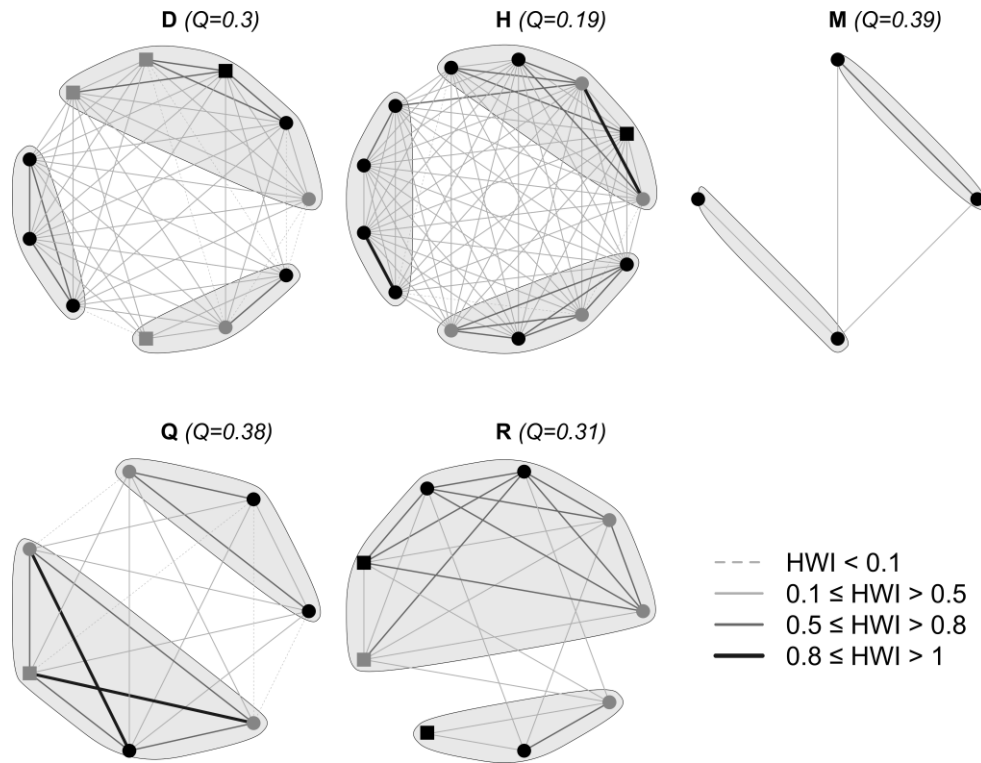 D (Q=0.3)
H (Q=0.19)
M (Q=0.39)
Q (Q=0.38)
R (Q=0.31)
HWI < 0.1
0.1 ≤ HWI > 0.5
0.5 ≤ HWI > 0.8
0.8 ≤ HWI > 1